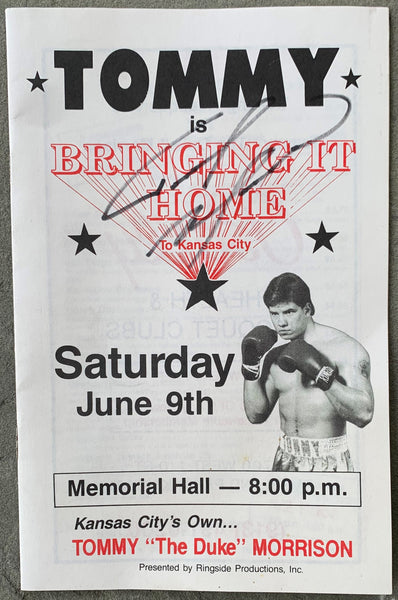 TOMMY
is
BRINGING IT
HOME
To Kansas City
Saturday
June 9th
Memorial Hall — 8:00 p.m.
Kansas City's Own...
TOMMY "The Duke" MORRISON
Presented by Ringside Productions, Inc.